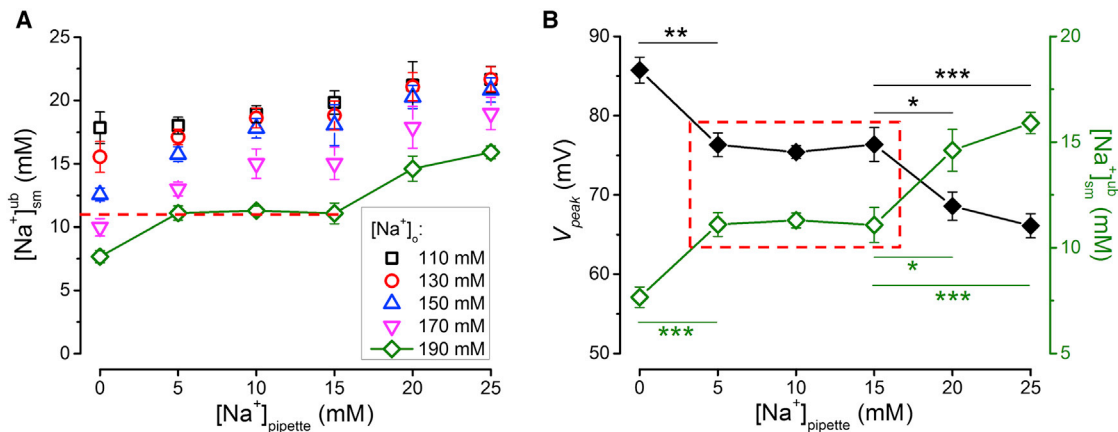 A
[Na⁺]ᵘᵇₛₘ (mM)
25
20
15
10
5
0
[Na⁺]ₒ:
110 mM
130 mM
150 mM
170 mM
190 mM
0 5 10 15 20 25
[Na⁺]pipette (mM)
B
Vpeak (mV)
90
80
70
60
50
**
***
*
*
***
***
20
15
10
5
[Na⁺]ᵘᵇₛₘ (mM)
0 5 10 15 20 25
[Na⁺]pipette (mM)